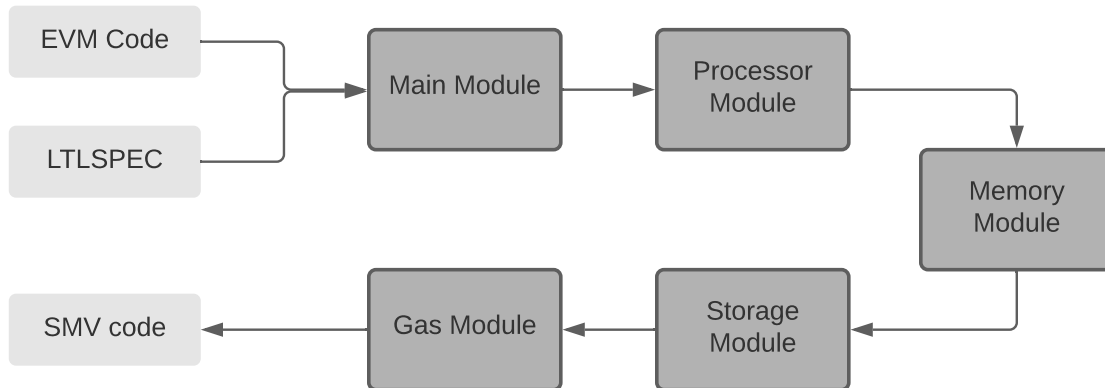 EVM Code
Main Module
Processor
Module
LTLSPEC
Memory
Module
SMV code
Gas Module
Storage
Module